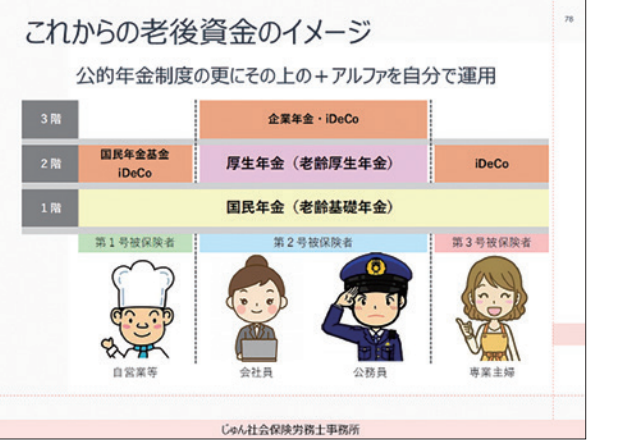 78
これからの老後資金のイメージ
公的年金制度の更にその上の+アルファを自分で運用
3階
企業年金・iDeCo
2階
国民年金基金
iDeCo
厚生年金（老齢厚生年金）
iDeCo
1階
国民年金（老齢基礎年金）
第1号被保険者
第2号被保険者
第3号被保険者
自営業等
会社員
公務員
専業主婦
じゅん社会保険労務士事務所